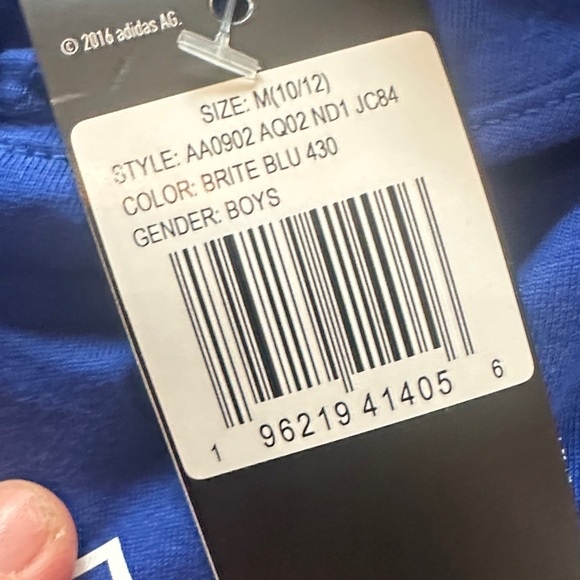 © 2016 adidas AG.
SIZE: M(10/12)
STYLE: AA0902 AQ02 ND1 JC84
COLOR: BRITE BLU 430
GENDER: BOYS
1 96219 41405 6